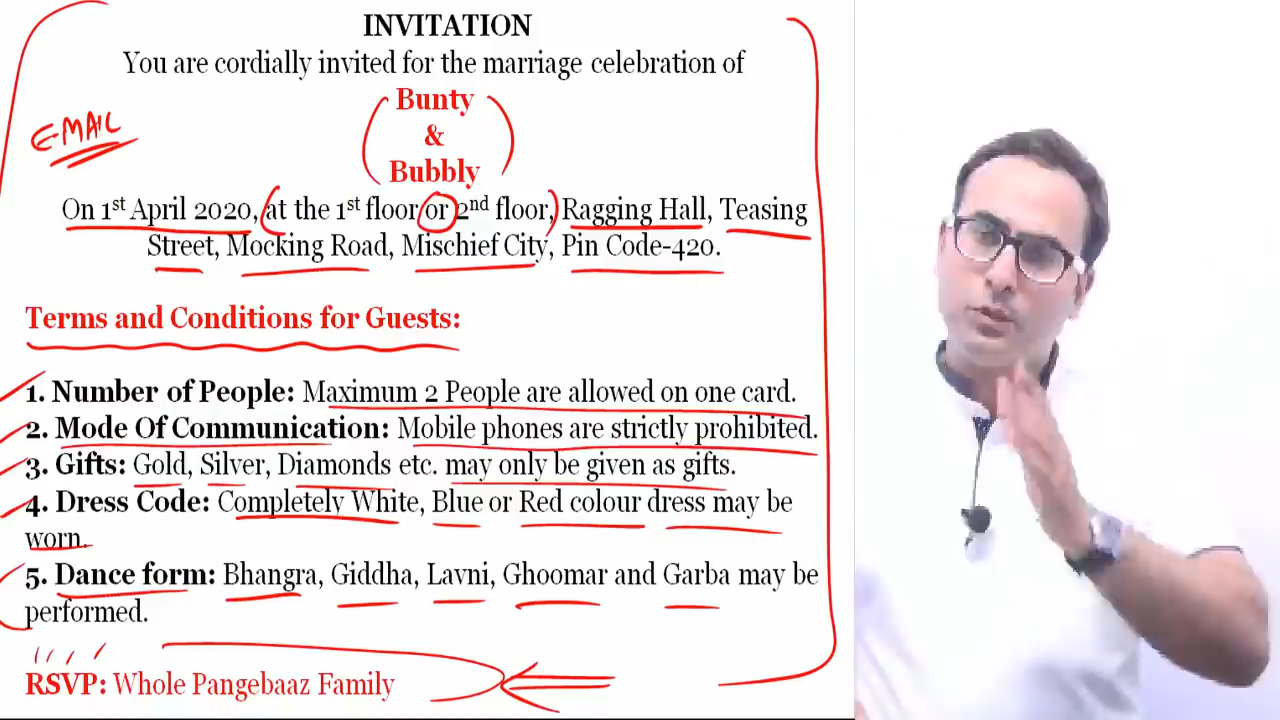 INVITATION
You are cordially invited for the marriage celebration of
Bunty
&
Bubbly
E-MAIL
On 1st April 2020, at the 1st floor or 2nd floor, Ragging Hall, Teasing
Street, Mocking Road, Mischief City, Pin Code-420.
Terms and Conditions for Guests:
1. Number of People: Maximum 2 People are allowed on one card.
2. Mode Of Communication: Mobile phones are strictly prohibited.
3. Gifts: Gold, Silver, Diamonds etc. may only be given as gifts.
4. Dress Code: Completely White, Blue or Red colour dress may be
worn.
5. Dance form: Bhangra, Giddha, Lavni, Ghoomar and Garba may be
performed.
RSVP: Whole Pangebaaz Family